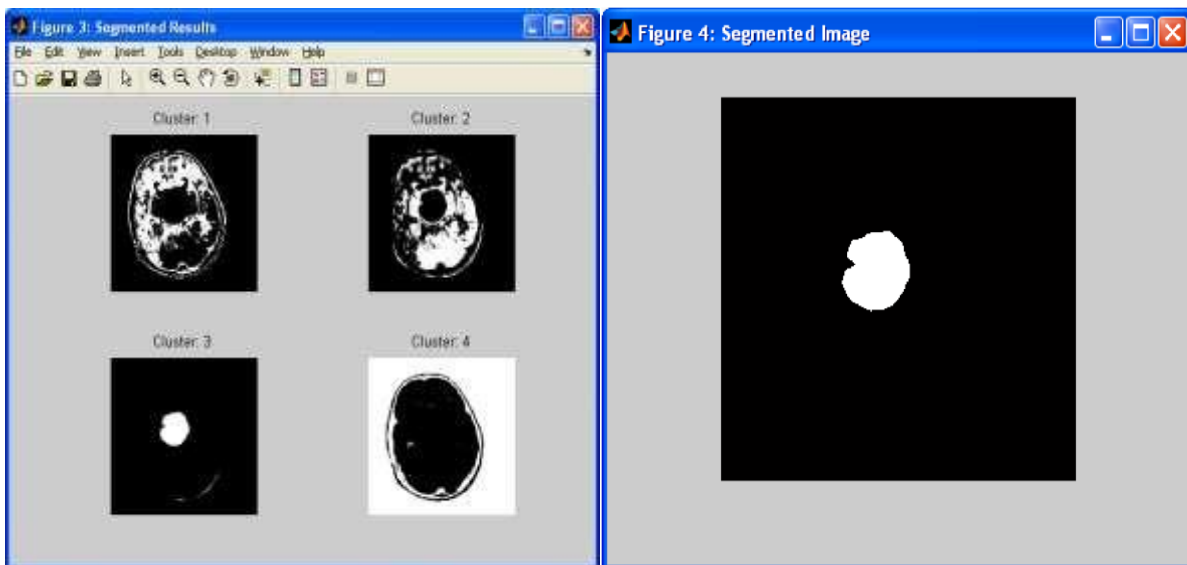 Figure 3: Segmented Results
File Edit View Insert Tools Desktop Window Help
Cluster: 1
Cluster: 2
Cluster: 3
Cluster: 4
Figure 4: Segmented Image